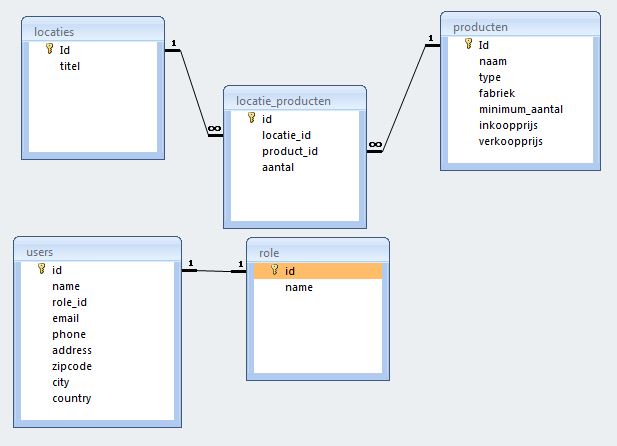 locaties
Id
titel
1
∞
locatie_producten
id
locatie_id
product_id
aantal
1
∞
producten
Id
naam
type
fabriek
minimum_aantal
inkoopprijs
verkoopprijs
users
id
name
role_id
email
phone
address
zipcode
city
country
1
1
role
id
name